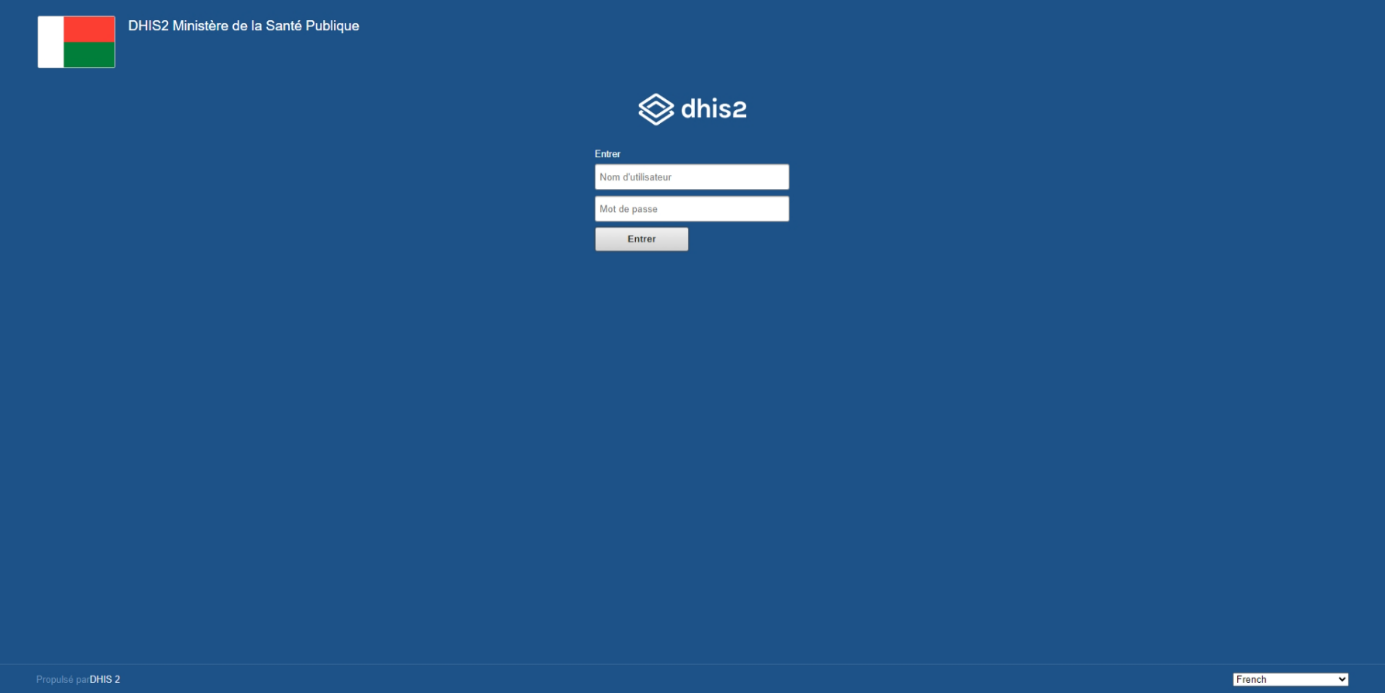 DHIS2 Ministère de la Santé Publique
dhis2
Entrer
Nom d'utilisateur
Mot de passe
Entrer
Propulsé parDHIS 2
French